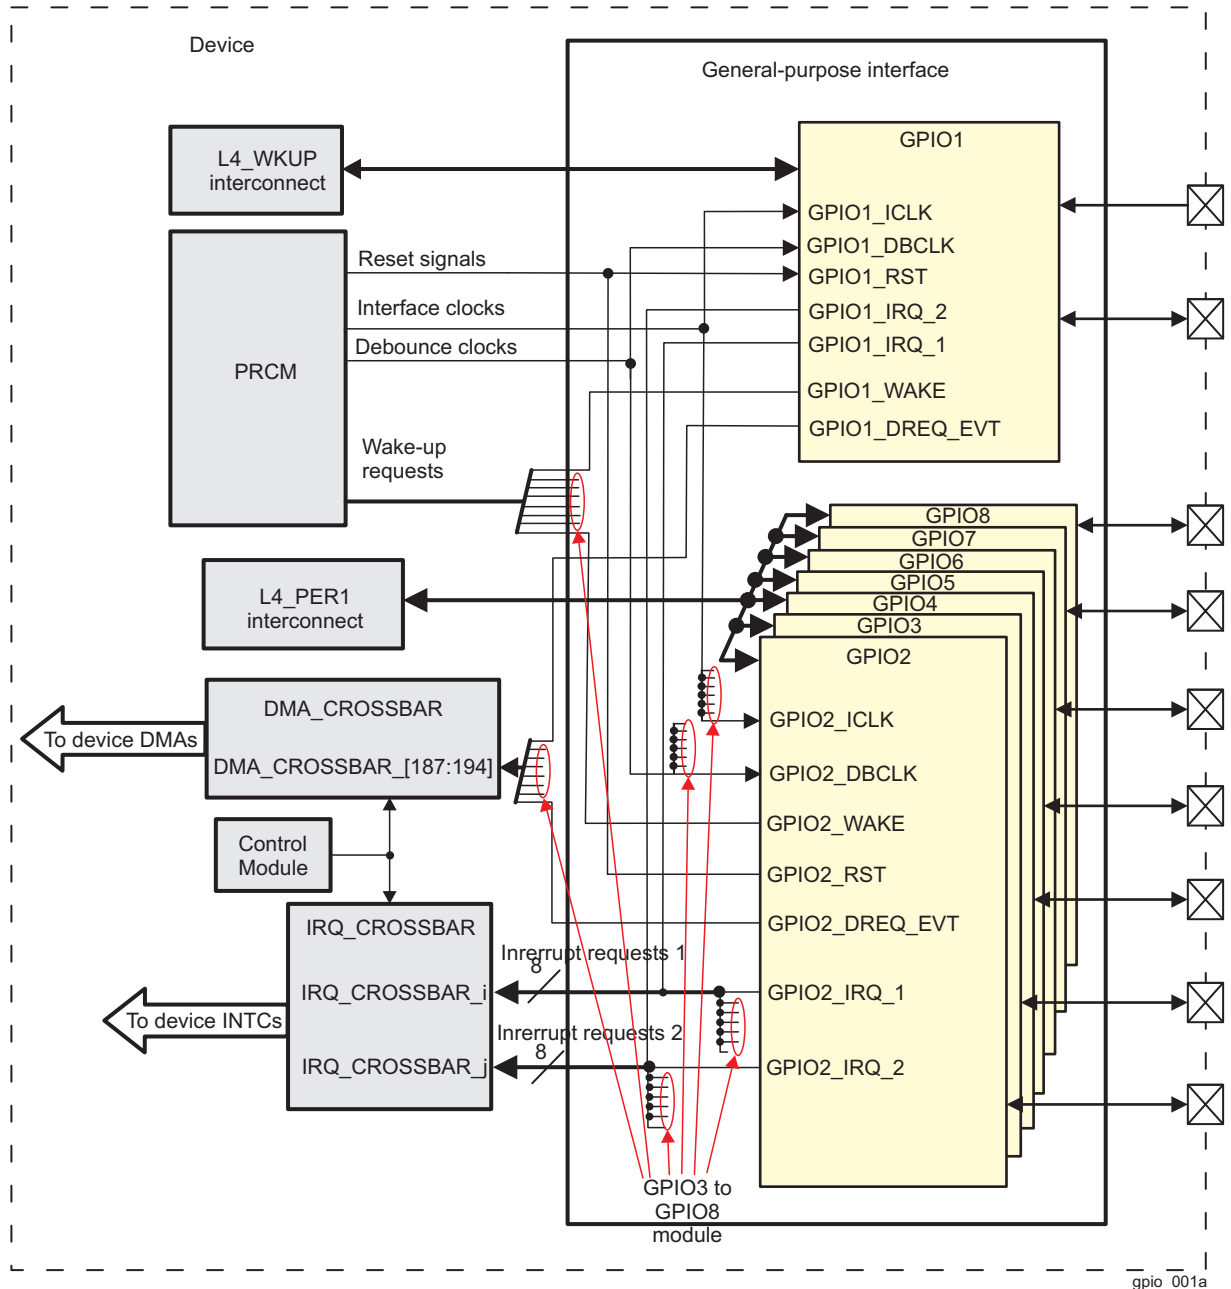 Device
General-purpose interface
GPIO1
L4_WKUP
interconnect
GPIO1_ICLK
GPIO1_DBCLK
Reset signals
GPIO1_RST
Interface clocks
GPIO1_IRQ_2
Debounce clocks
GPIO1_IRQ_1
PRCM
GPIO1_WAKE
GPIO1_DREQ_EVT
Wake-up
requests
GPIO8
GPIO7
GPIO6
GPIO5
GPIO4
GPIO3
GPIO2
L4_PER1
interconnect
DMA_CROSSBAR
GPIO2_ICLK
To device DMAs
DMA_CROSSBAR_[187:194]
GPIO2_DBCLK
GPIO2_WAKE
Control
Module
GPIO2_RST
IRQ_CROSSBAR
GPIO2_DREQ_EVT
Inrerrupt requests 1
8
IRQ_CROSSBAR_i
GPIO2_IRQ_1
To device INTCs
Inrerrupt requests 2
8
IRQ_CROSSBAR_j
GPIO2_IRQ_2
GPIO3 to
GPIO8
module
gpio_001a